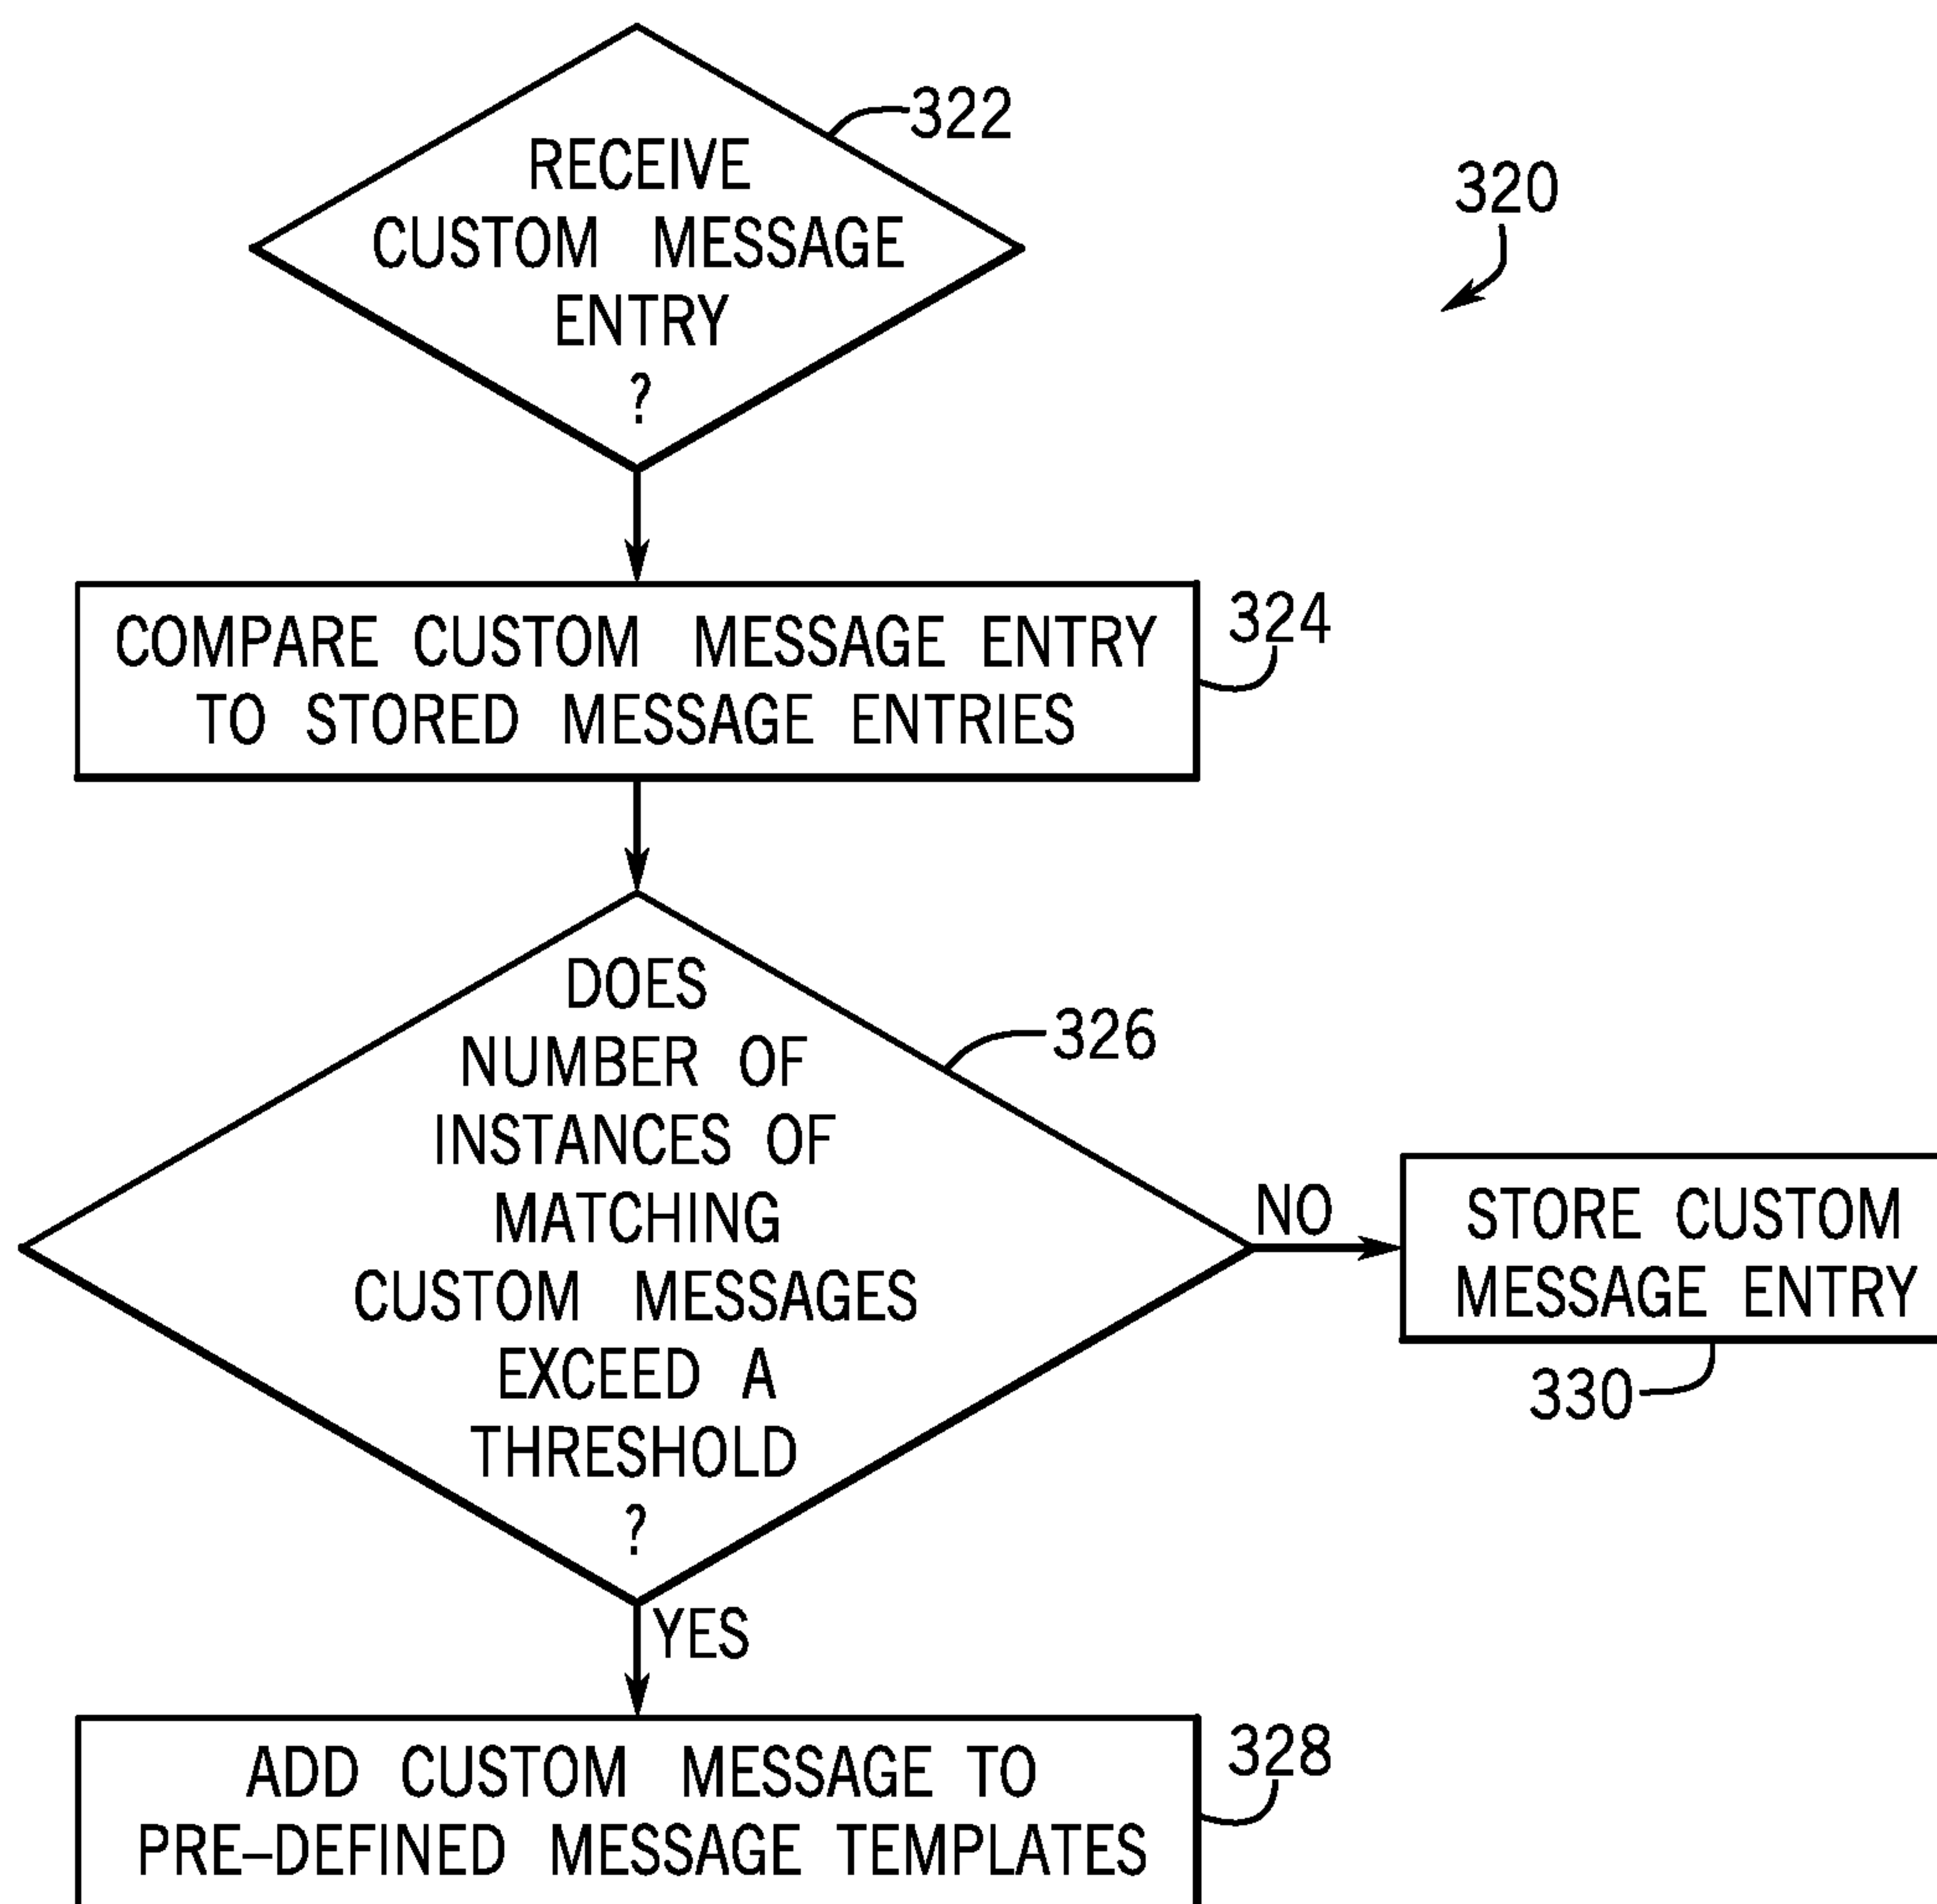 RECEIVE
CUSTOM MESSAGE
ENTRY
?
322
320
COMPARE CUSTOM MESSAGE ENTRY
TO STORED MESSAGE ENTRIES
324
DOES
NUMBER OF
INSTANCES OF
MATCHING
CUSTOM MESSAGES
EXCEED A
THRESHOLD
?
326
NO
STORE CUSTOM
MESSAGE ENTRY
330
YES
ADD CUSTOM MESSAGE TO
PRE-DEFINED MESSAGE TEMPLATES
328